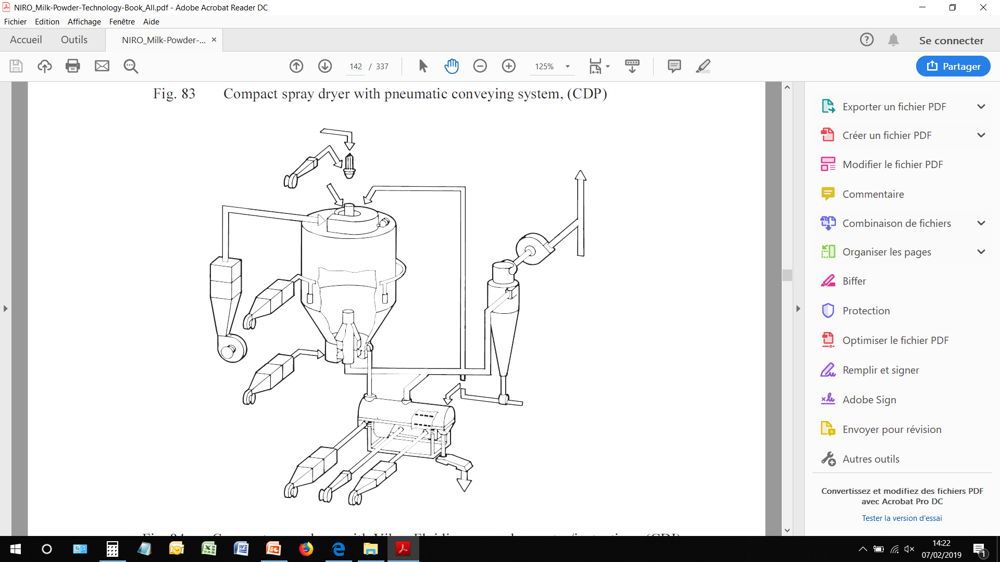 NIRO_Milk-Powder-Technology-Book_All.pdf - Adobe Acrobat Reader DC
Fichier Edition Affichage Fenêtre Aide
Accueil Outils NIRO_Milk-Powder-... × Se connecter
142 / 337 125% Partager
Fig. 83 Compact spray dryer with pneumatic conveying system, (CDP)
Exporter un fichier PDF
Créer un fichier PDF
Modifier le fichier PDF
Commentaire
Combinaison de fichiers
Organiser les pages
Biffer
Protection
Optimiser le fichier PDF
Remplir et signer
Adobe Sign
Envoyer pour révision
Autres outils
Convertissez et modifiez des fichiers PDF
avec Acrobat Pro DC
Tester la version d'essai
14:22
07/02/2019
1